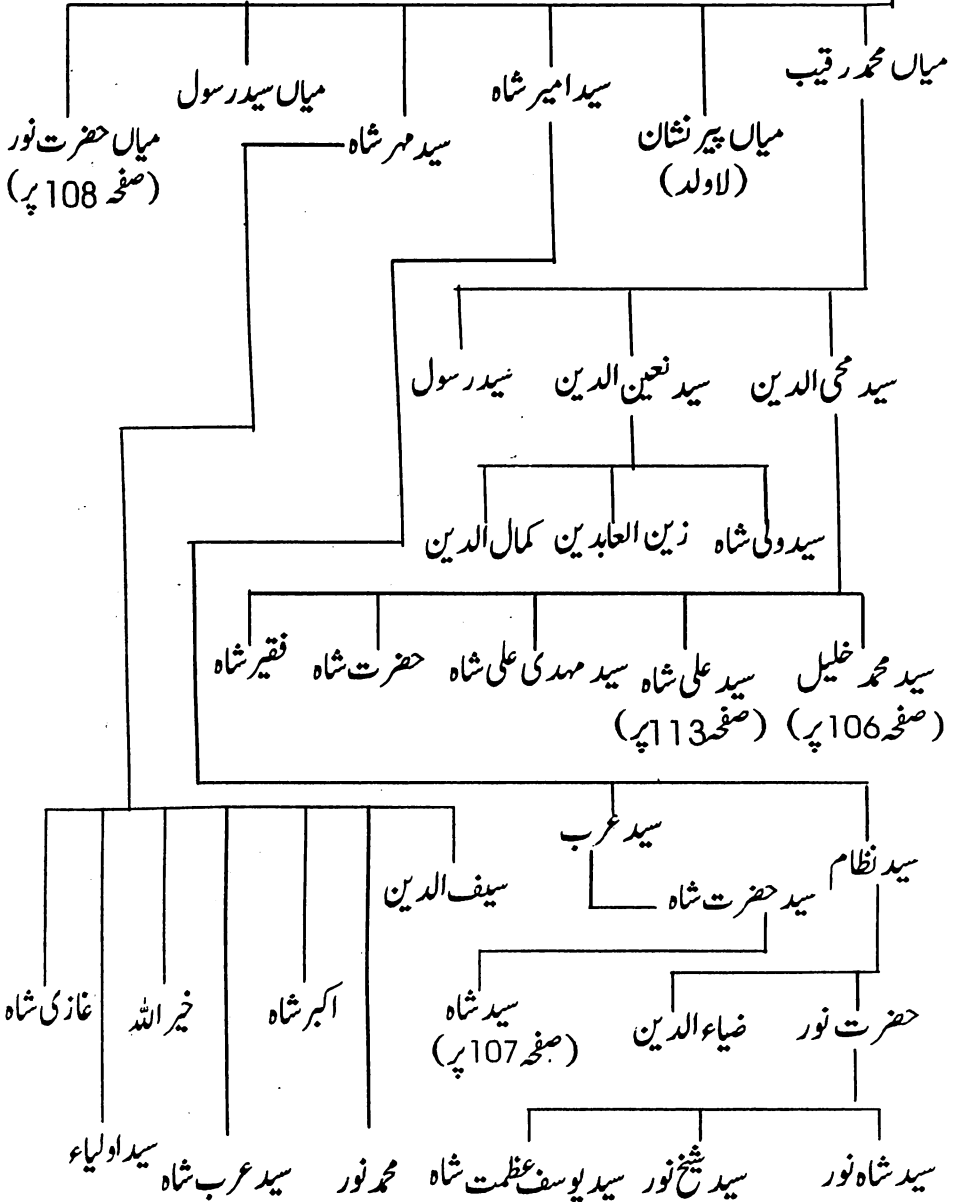 میاں محمد رقیب
میاں پیر نشان
(لاولد)
سید امیر شاہ
سید مہر شاہ
میاں سید رسول
میاں حضرت نور
(صفحہ 108 پر)
سید محی الدین
سید نعین الدین
سید رسول
سید ولی شاہ
زین العابدین
کمال الدین
سید محمد خلیل
(صفحہ 106 پر)
سید علی شاہ
(صفحہ 113 پر)
سید مہدی علی شاہ
حضرت شاہ
فقیر شاہ
سید نظام
سید عرب
سید حضرت شاہ
سیف الدین
حضرت نور
ضیاء الدین
سید شاہ
(صفحہ 107 پر)
اکبر شاہ
خیر اللہ
غازی شاہ
سید شاہ نور
سید شیخ نور
سید یوسف عظمت شاہ
محمد نور
سید عرب شاہ
سید اولیاء